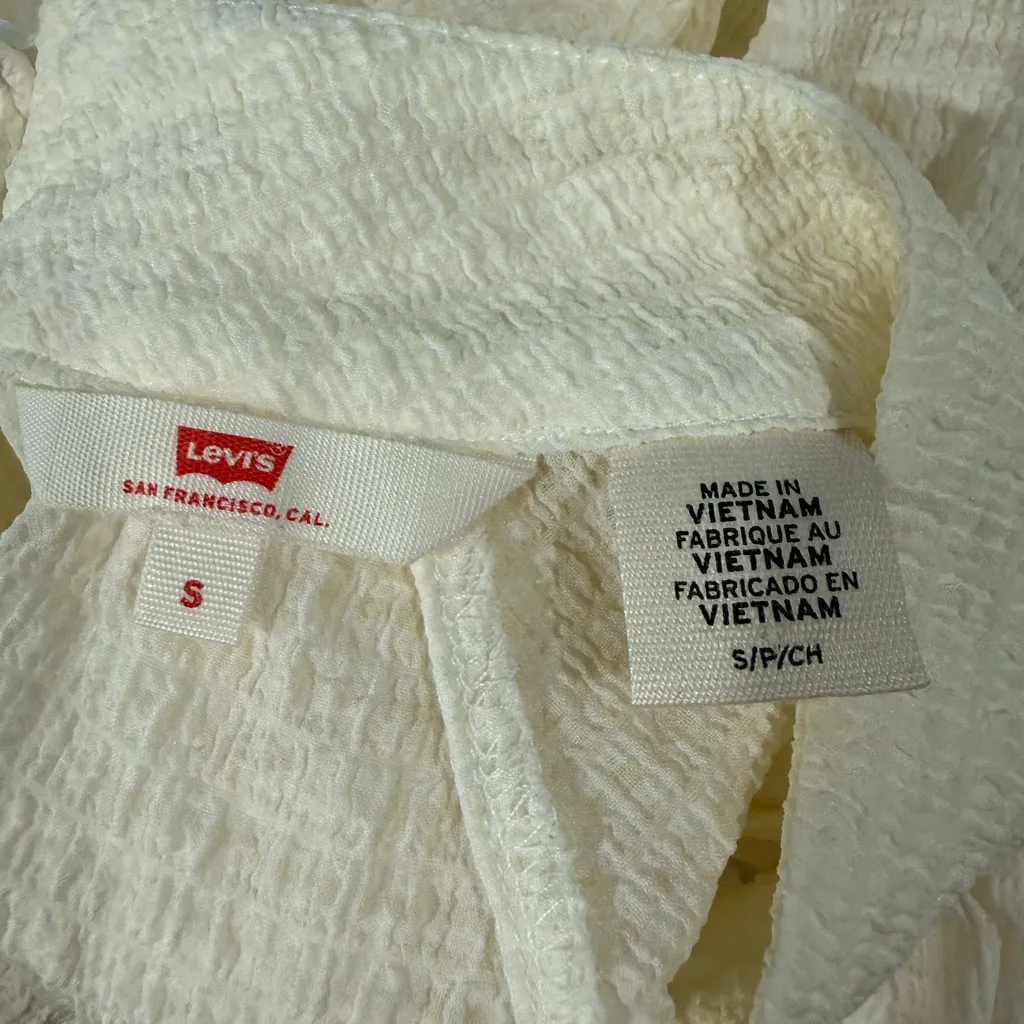 Levi's®
SAN FRANCISCO, CAL.
S
MADE IN
VIETNAM
FABRIQUE AU
VIETNAM
FABRICADO EN
VIETNAM
S/P/CH